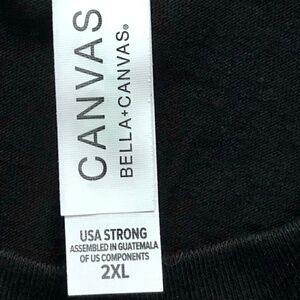 CANVAS
BELLA+CANVAS®
USA STRONG
ASSEMBLED IN GUATEMALA
OF US COMPONENTS
2XL